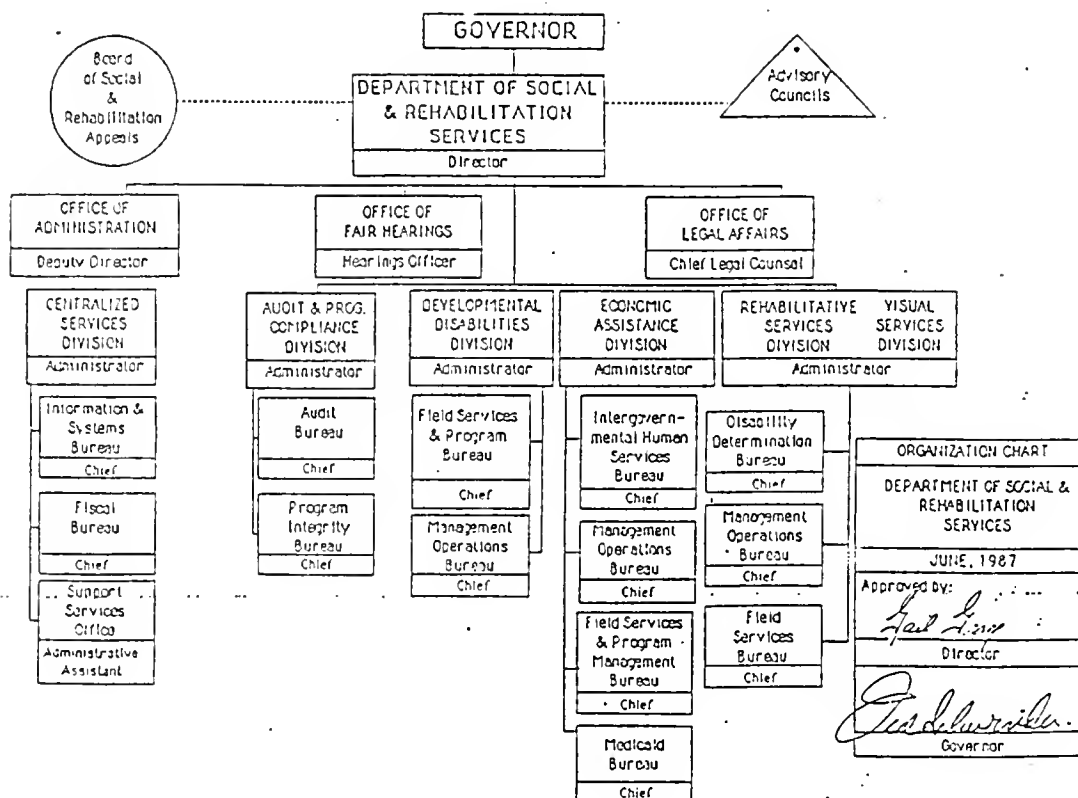 GOVERNOR
Board
of Social
&
Rehabilitation
Appeals
DEPARTMENT OF SOCIAL
& REHABILITATION
SERVICES
Director
Advisory
Councils
OFFICE OF
ADMINISTRATION
Deputy Director
OFFICE OF
FAIR HEARINGS
Hearings Officer
OFFICE OF
LEGAL AFFAIRS
Chief Legal Counsel
CENTRALIZED
SERVICES
DIVISION
Administrator
AUDIT & PROG.
COMPLIANCE
DIVISION
Administrator
DEVELOPMENTAL
DISABILITIES
DIVISION
Administrator
ECONOMIC
ASSISTANCE
DIVISION
Administrator
REHABILITATIVE VISUAL
SERVICES SERVICES
DIVISION DIVISION
Administrator
Information &
Systems
Bureau
Chief
Fiscal
Bureau
Chief
Support
Services
Office
Administrative
Assistant
Audit
Bureau
Chief
Program
Integrity
Bureau
Chief
Field Services
& Program
Bureau
Chief
Management
Operations
Bureau
Chief
Intergovern-
mental Human
Services
Bureau
Chief
Management
Operations
Bureau
Chief
Field Services
& Program
Management
Bureau
Chief
Medicaid
Bureau
Chief
Disability
Determination
Bureau
Chief
Management
Operations
Bureau
Chief
Field
Services
Bureau
Chief
ORGANIZATION CHART
DEPARTMENT OF SOCIAL &
REHABILITATION
SERVICES
JUNE, 1987
Approved by:
Director
Ted Schwinden
Governor